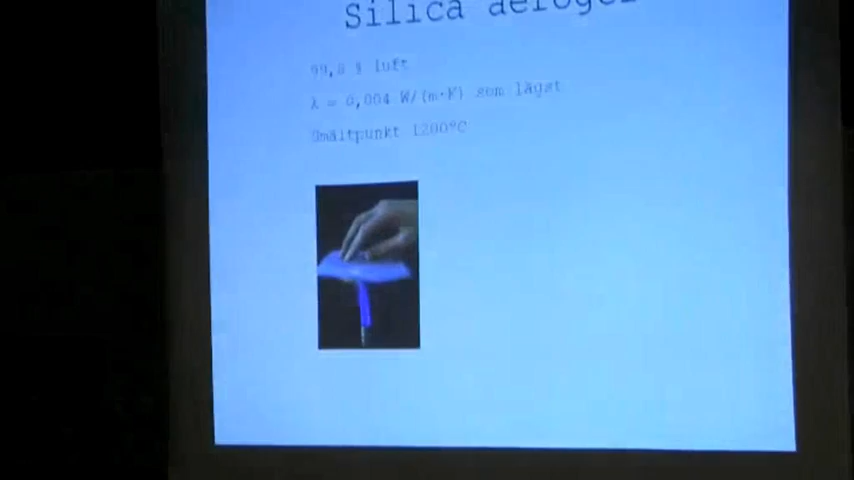 Silica aerogel
99,8 % luft
λ = 0,004 W/(m·K) som lägst
Smältpunkt 1200°C